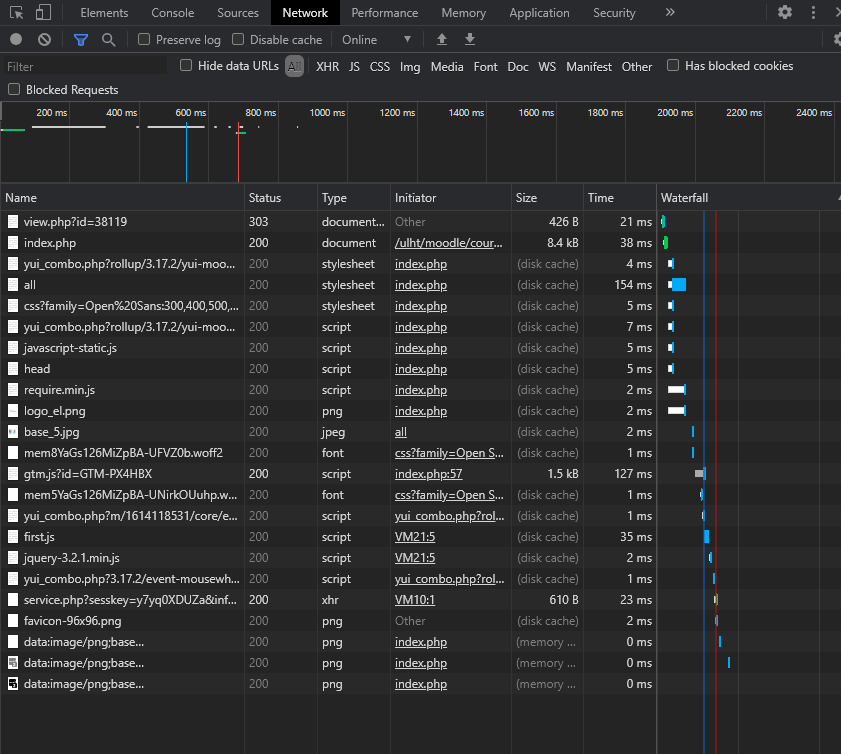 Elements Console Sources Network Performance Memory Application Security »
Preserve log Disable cache Online
Filter Hide data URLs All XHR JS CSS Img Media Font Doc WS Manifest Other Has blocked cookies
Blocked Requests
200 ms 400 ms 600 ms 800 ms 1000 ms 1200 ms 1400 ms 1600 ms 1800 ms 2000 ms 2200 ms 2400 ms
Name Status Type Initiator Size Time Waterfall
view.php?id=38119 303 document... Other 426 B 21 ms
index.php 200 document /ulht/moodle/cour... 8.4 kB 38 ms
yui_combo.php?rollup/3.17.2/yui-moo... 200 stylesheet index.php (disk cache) 4 ms
all 200 stylesheet index.php (disk cache) 154 ms
css?family=Open%20Sans:300,400,500,... 200 stylesheet index.php (disk cache) 5 ms
yui_combo.php?rollup/3.17.2/yui-moo... 200 script index.php (disk cache) 7 ms
javascript-static.js 200 script index.php (disk cache) 5 ms
head 200 script index.php (disk cache) 5 ms
require.min.js 200 script index.php (disk cache) 2 ms
logo_el.png 200 png index.php (disk cache) 2 ms
base_5.jpg 200 jpeg all (disk cache) 2 ms
mem8YaGs126MiZpBA-UFVZ0b.woff2 200 font css?family=Open S... (disk cache) 1 ms
gtm.js?id=GTM-PX4HBX 200 script index.php:57 1.5 kB 127 ms
mem5YaGs126MiZpBA-UNirkOUuhp.w... 200 font css?family=Open S... (disk cache) 1 ms
yui_combo.php?m/1614118531/core/e... 200 script yui_combo.php?rol... (disk cache) 1 ms
first.js 200 script VM21:5 (disk cache) 35 ms
jquery-3.2.1.min.js 200 script VM21:5 (disk cache) 2 ms
yui_combo.php?3.17.2/event-mousewh... 200 script yui_combo.php?rol... (disk cache) 1 ms
service.php?sesskey=y7yq0XDUZa&inf... 200 xhr VM10:1 610 B 23 ms
favicon-96x96.png 200 png Other (disk cache) 2 ms
data:image/png;base... 200 png index.php (memory ... 0 ms
data:image/png;base... 200 png index.php (memory ... 0 ms
data:image/png;base... 200 png index.php (memory ... 0 ms